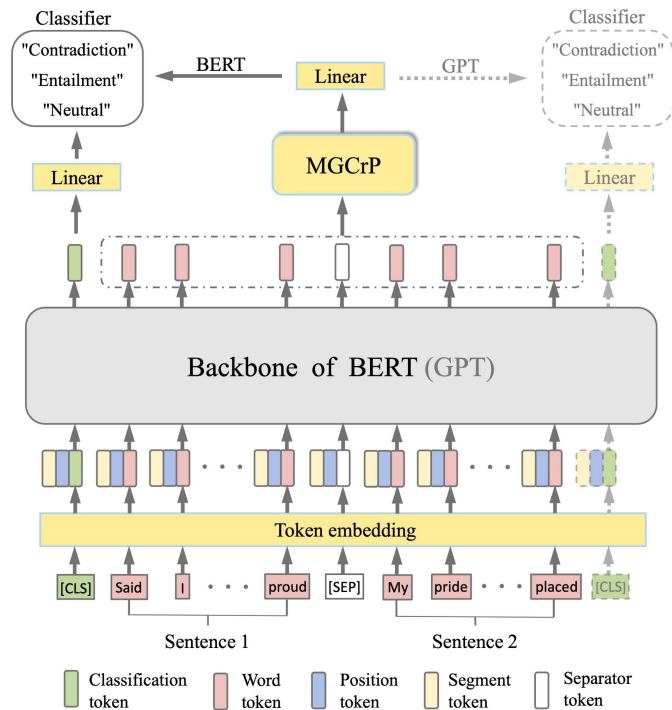 Classifier
Classifier
"Contradiction"
"Entailment"
"Neutral"
BERT
Linear
GPT
"Contradiction"
"Entailment"
"Neutral"
Linear
MGCrP
Linear
Backbone of BERT (GPT)
· · ·
· · ·
Token embedding
[CLS] Said I · · · proud [SEP] My pride · · · placed [CLS]
Sentence 1
Sentence 2
Classification token
Word token
Position token
Segment token
Separator token